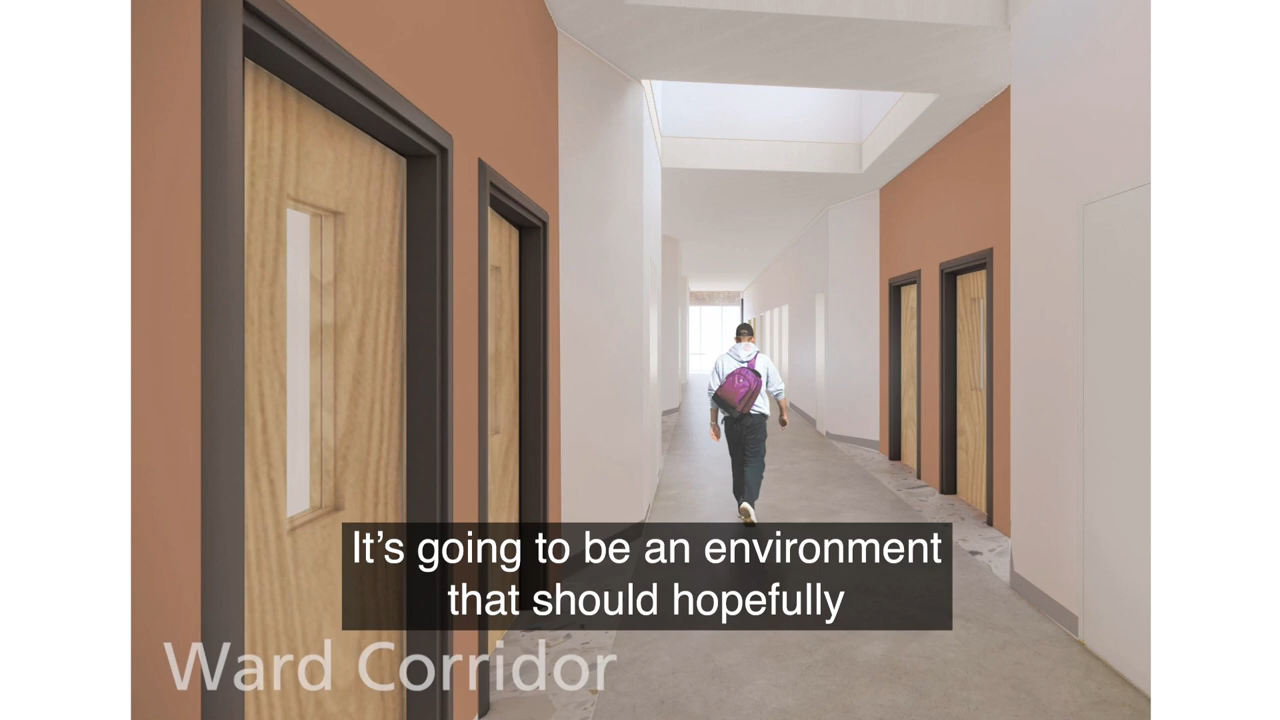 It's going to be an environment
that should hopefully
Ward Corridor